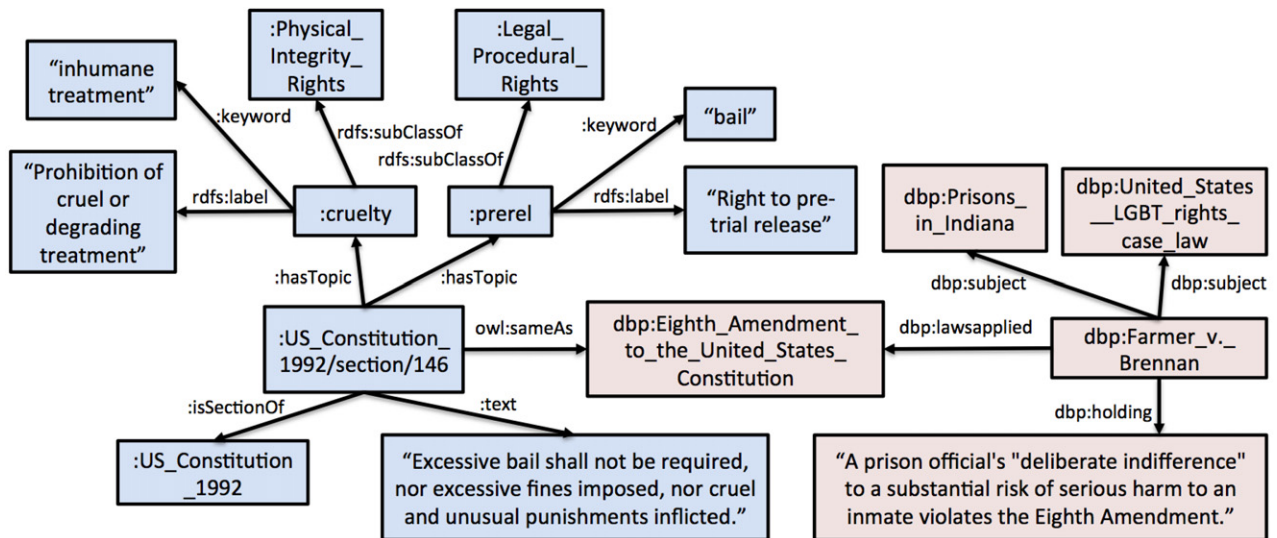 :Physical_
Integrity_
Rights
:Legal_
Procedural_
Rights
“inhumane
treatment”
:keyword
rdfs:subClassOf
rdfs:subClassOf
:keyword
“bail”
“Prohibition of
cruel or
degrading
treatment”
rdfs:label
:cruelty
:prerel
rdfs:label
“Right to pre-
trial release”
dbp:Prisons_
in_Indiana
dbp:United_States
__LGBT_rights_
case_law
:hasTopic
:hasTopic
dbp:subject
dbp:subject
:US_Constitution_
1992/section/146
owl:sameAs
dbp:Eighth_Amendment_
to_the_United_States_
Constitution
dbp:lawsapplied
dbp:Farmer_v._
Brennan
:isSectionOf
:text
dbp:holding
:US_Constitution
_1992
“Excessive bail shall not be required,
nor excessive fines imposed, nor cruel
and unusual punishments inflicted.”
“A prison official's "deliberate indifference"
to a substantial risk of serious harm to an
inmate violates the Eighth Amendment.”